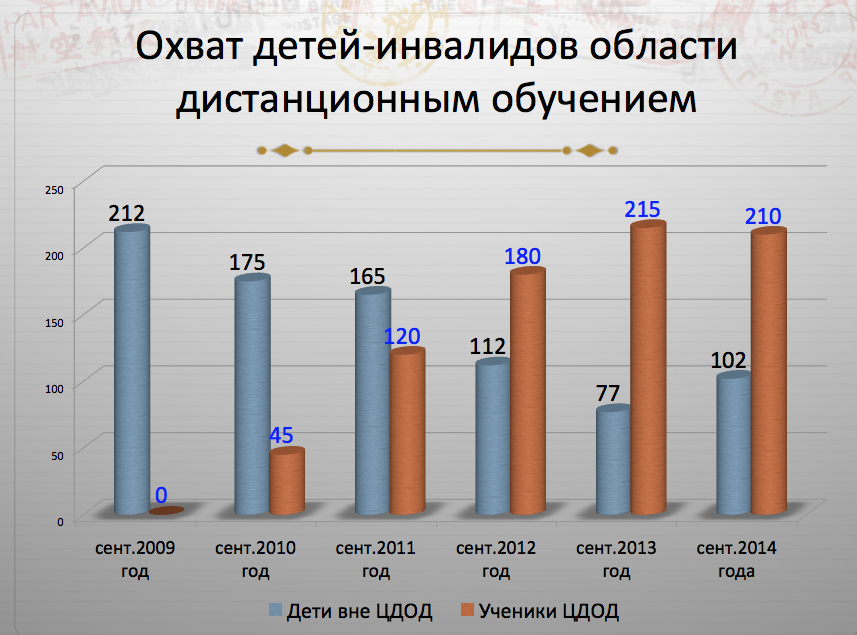 Охват детей-инвалидов области
дистанционным обучением
250
200
150
100
50
0
212
0
175
45
165
120
112
180
77
215
102
210
сент.2009
год
сент.2010
год
сент.2011
год
сент.2012
год
сент.2013
год
сент.2014
года
Дети вне ЦДОД
Ученики ЦДОД